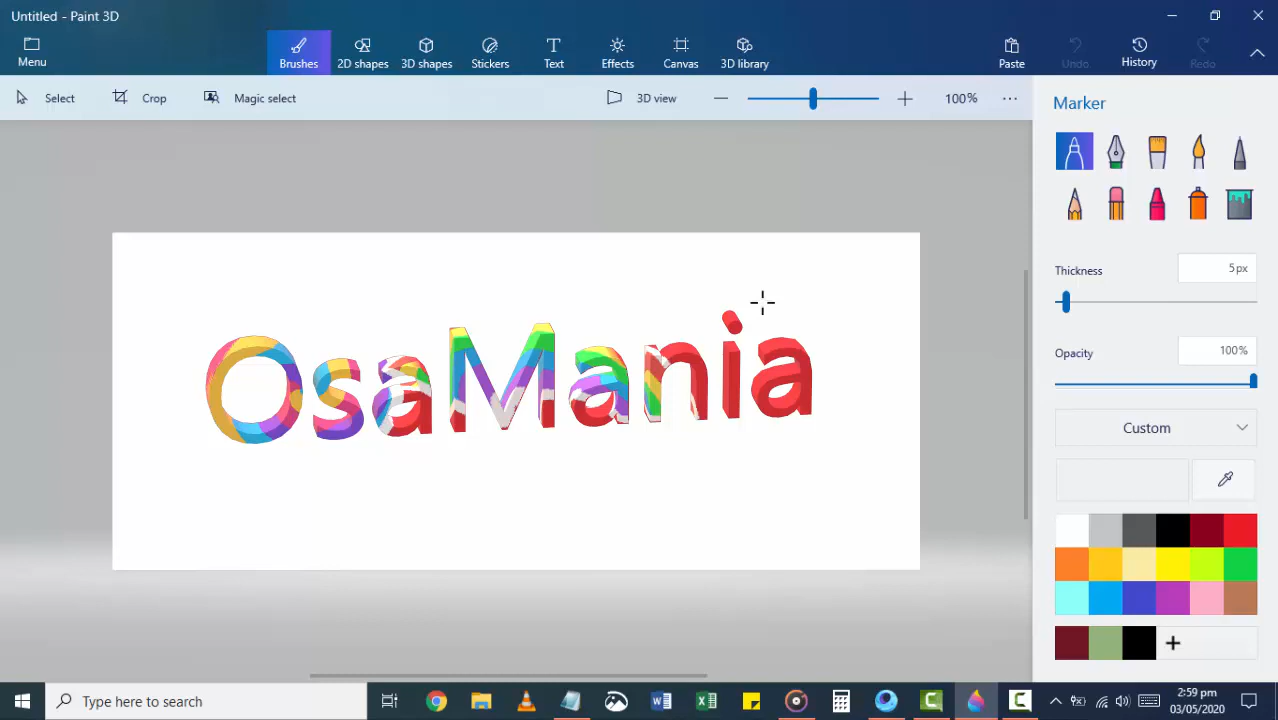 Untitled - Paint 3D
Menu
Brushes
2D shapes
3D shapes
Stickers
Text
Effects
Canvas
3D library
Paste
Undo
History
Redo
Select
Crop
Magic select
3D view
100%
Marker
Thickness
5px
Opacity
100%
Custom
OsaMania
Type here to search
2:59 pm
03/05/2020